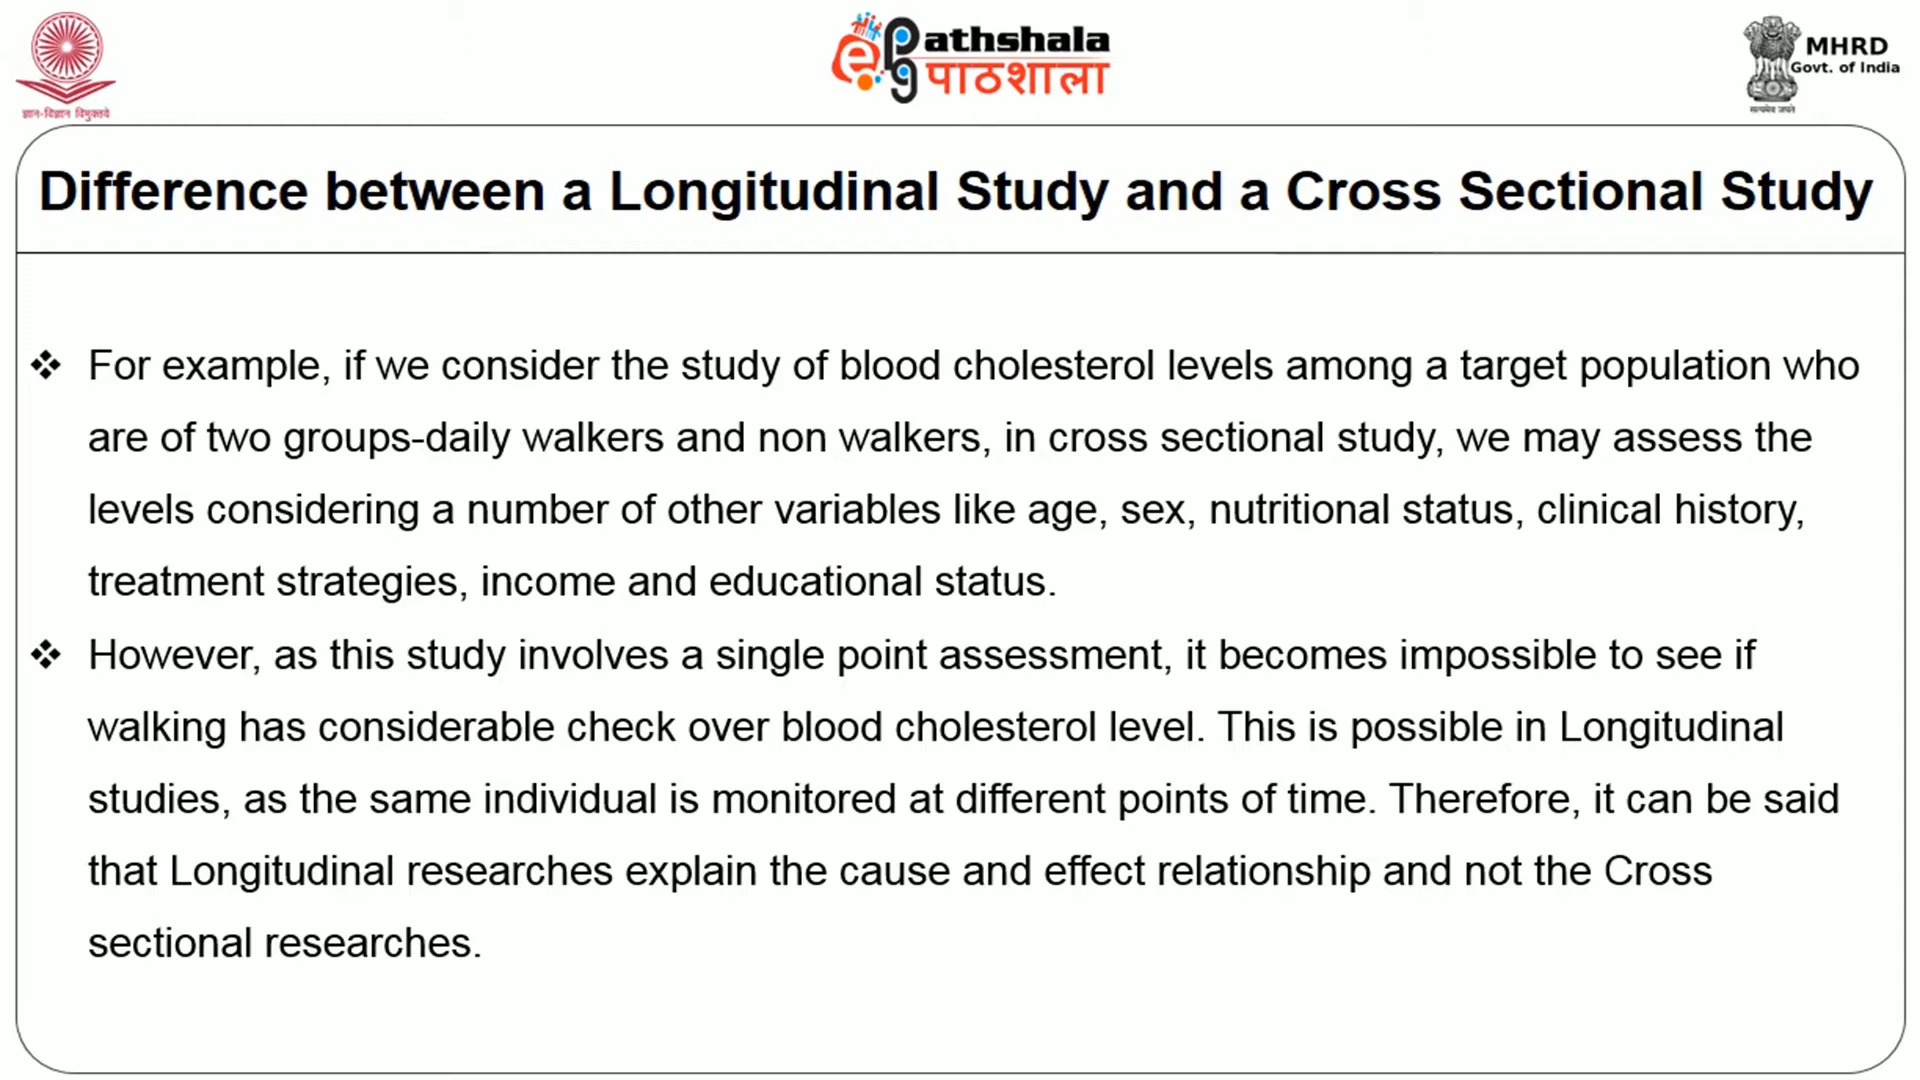 ज्ञान-विज्ञान विमुक्तये
e Pathshala
pg पाठशाला
MHRD
Govt. of India
सत्यमेव जयते
Difference between a Longitudinal Study and a Cross Sectional Study
❖ For example, if we consider the study of blood cholesterol levels among a target population who
are of two groups-daily walkers and non walkers, in cross sectional study, we may assess the
levels considering a number of other variables like age, sex, nutritional status, clinical history,
treatment strategies, income and educational status.
❖ However, as this study involves a single point assessment, it becomes impossible to see if
walking has considerable check over blood cholesterol level. This is possible in Longitudinal
studies, as the same individual is monitored at different points of time. Therefore, it can be said
that Longitudinal researches explain the cause and effect relationship and not the Cross
sectional researches.